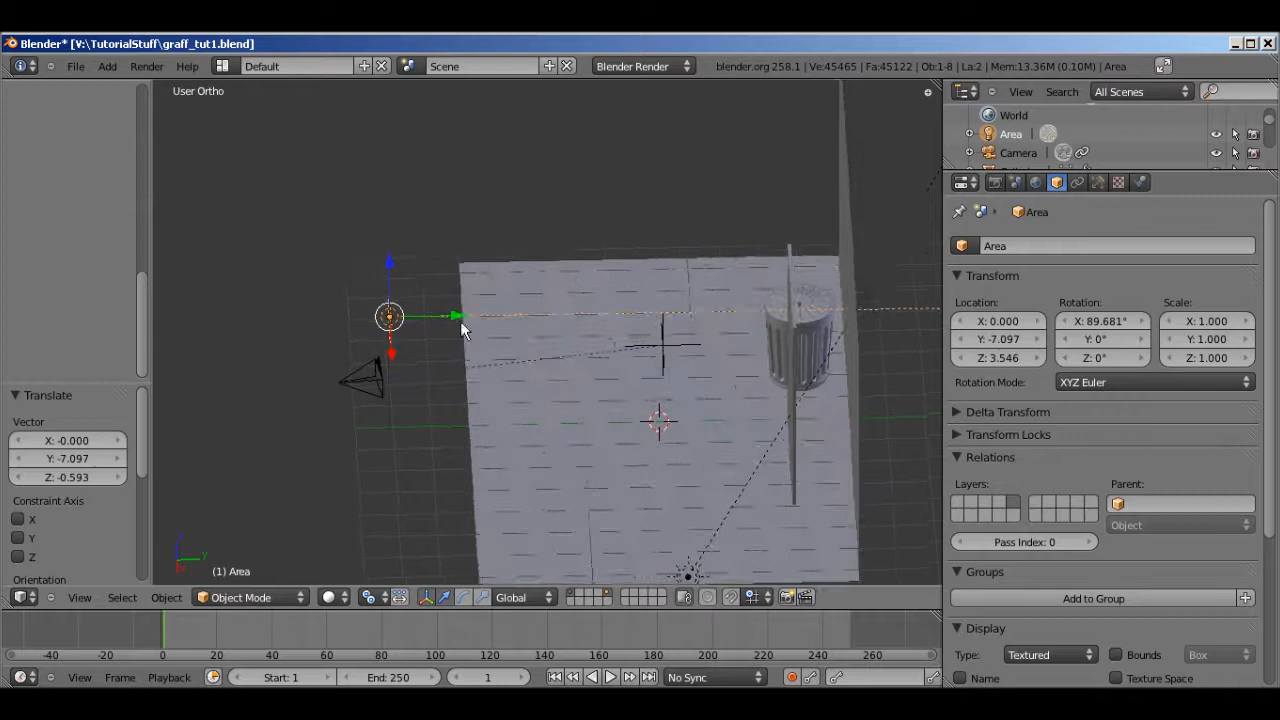 Blender* [V:\TutorialStuff\graff_tut1.blend]
File Add Render Help Default Scene Blender Render blender.org 258.1 | Ve:45465 | Fa:45122 | Ob:1-8 | La:2 | Mem:13.36M (0.10M) | Area
User Ortho
View Search All Scenes
World
Area
Camera
Area
Area
Transform
Location: Rotation: Scale:
X: 0.000 X: 89.681° X: 1.000
Y: -7.097 Y: 0° Y: 1.000
Z: 3.546 Z: 0° Z: 1.000
Rotation Mode: XYZ Euler
Delta Transform
Transform Locks
Relations
Layers: Parent:
Object
Pass Index: 0
Groups
Add to Group
Display
Type: Textured Bounds Box
Name Texture Space
Translate
Vector
X: -0.000
Y: -7.097
Z: -0.593
Constraint Axis
X
Y
Z
Orientation
y
(1) Area
View Select Object Object Mode Global
-40 -20 0 20 40 60 80 100 120 140 160 180 200 220 240 260
View Frame Playback Start: 1 End: 250 1 No Sync